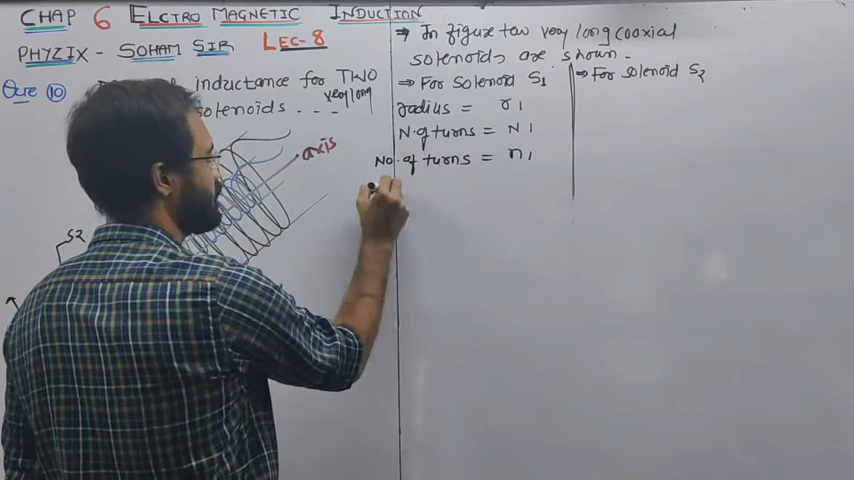 CHAP 6 ELCTRO MAGNETIC INDUCTION
PHYZIX - SOHAM SIR LEC-8
Que 10 inductance for TWO
very long
solenoids . . -
axis
S2
⇒ In figure tow very long coaxial
solenoids are shown -
⇒ For Solenoid S1
radius = r1
N. of turns = N1
No. of turns = n1
⇒ For Solenoid S2